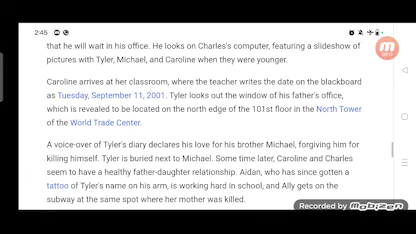 2:45
that he will wait in his office. He looks on Charles's computer, featuring a slideshow of
pictures with Tyler, Michael, and Caroline when they were younger.
Caroline arrives at her classroom, where the teacher writes the date on the blackboard
as Tuesday, September 11, 2001. Tyler looks out the window of his father's office,
which is revealed to be located on the north edge of the 101st floor in the North Tower
of the World Trade Center.
A voice-over of Tyler's diary declares his love for his brother Michael, forgiving him for
killing himself. Tyler is buried next to Michael. Some time later, Caroline and Charles
seem to have a healthy father-daughter relationship. Aidan, who has since gotten a
tattoo of Tyler's name on his arm, is working hard in school, and Ally gets on the
subway at the same spot where her mother was killed.
Recorded by MOBIZEN